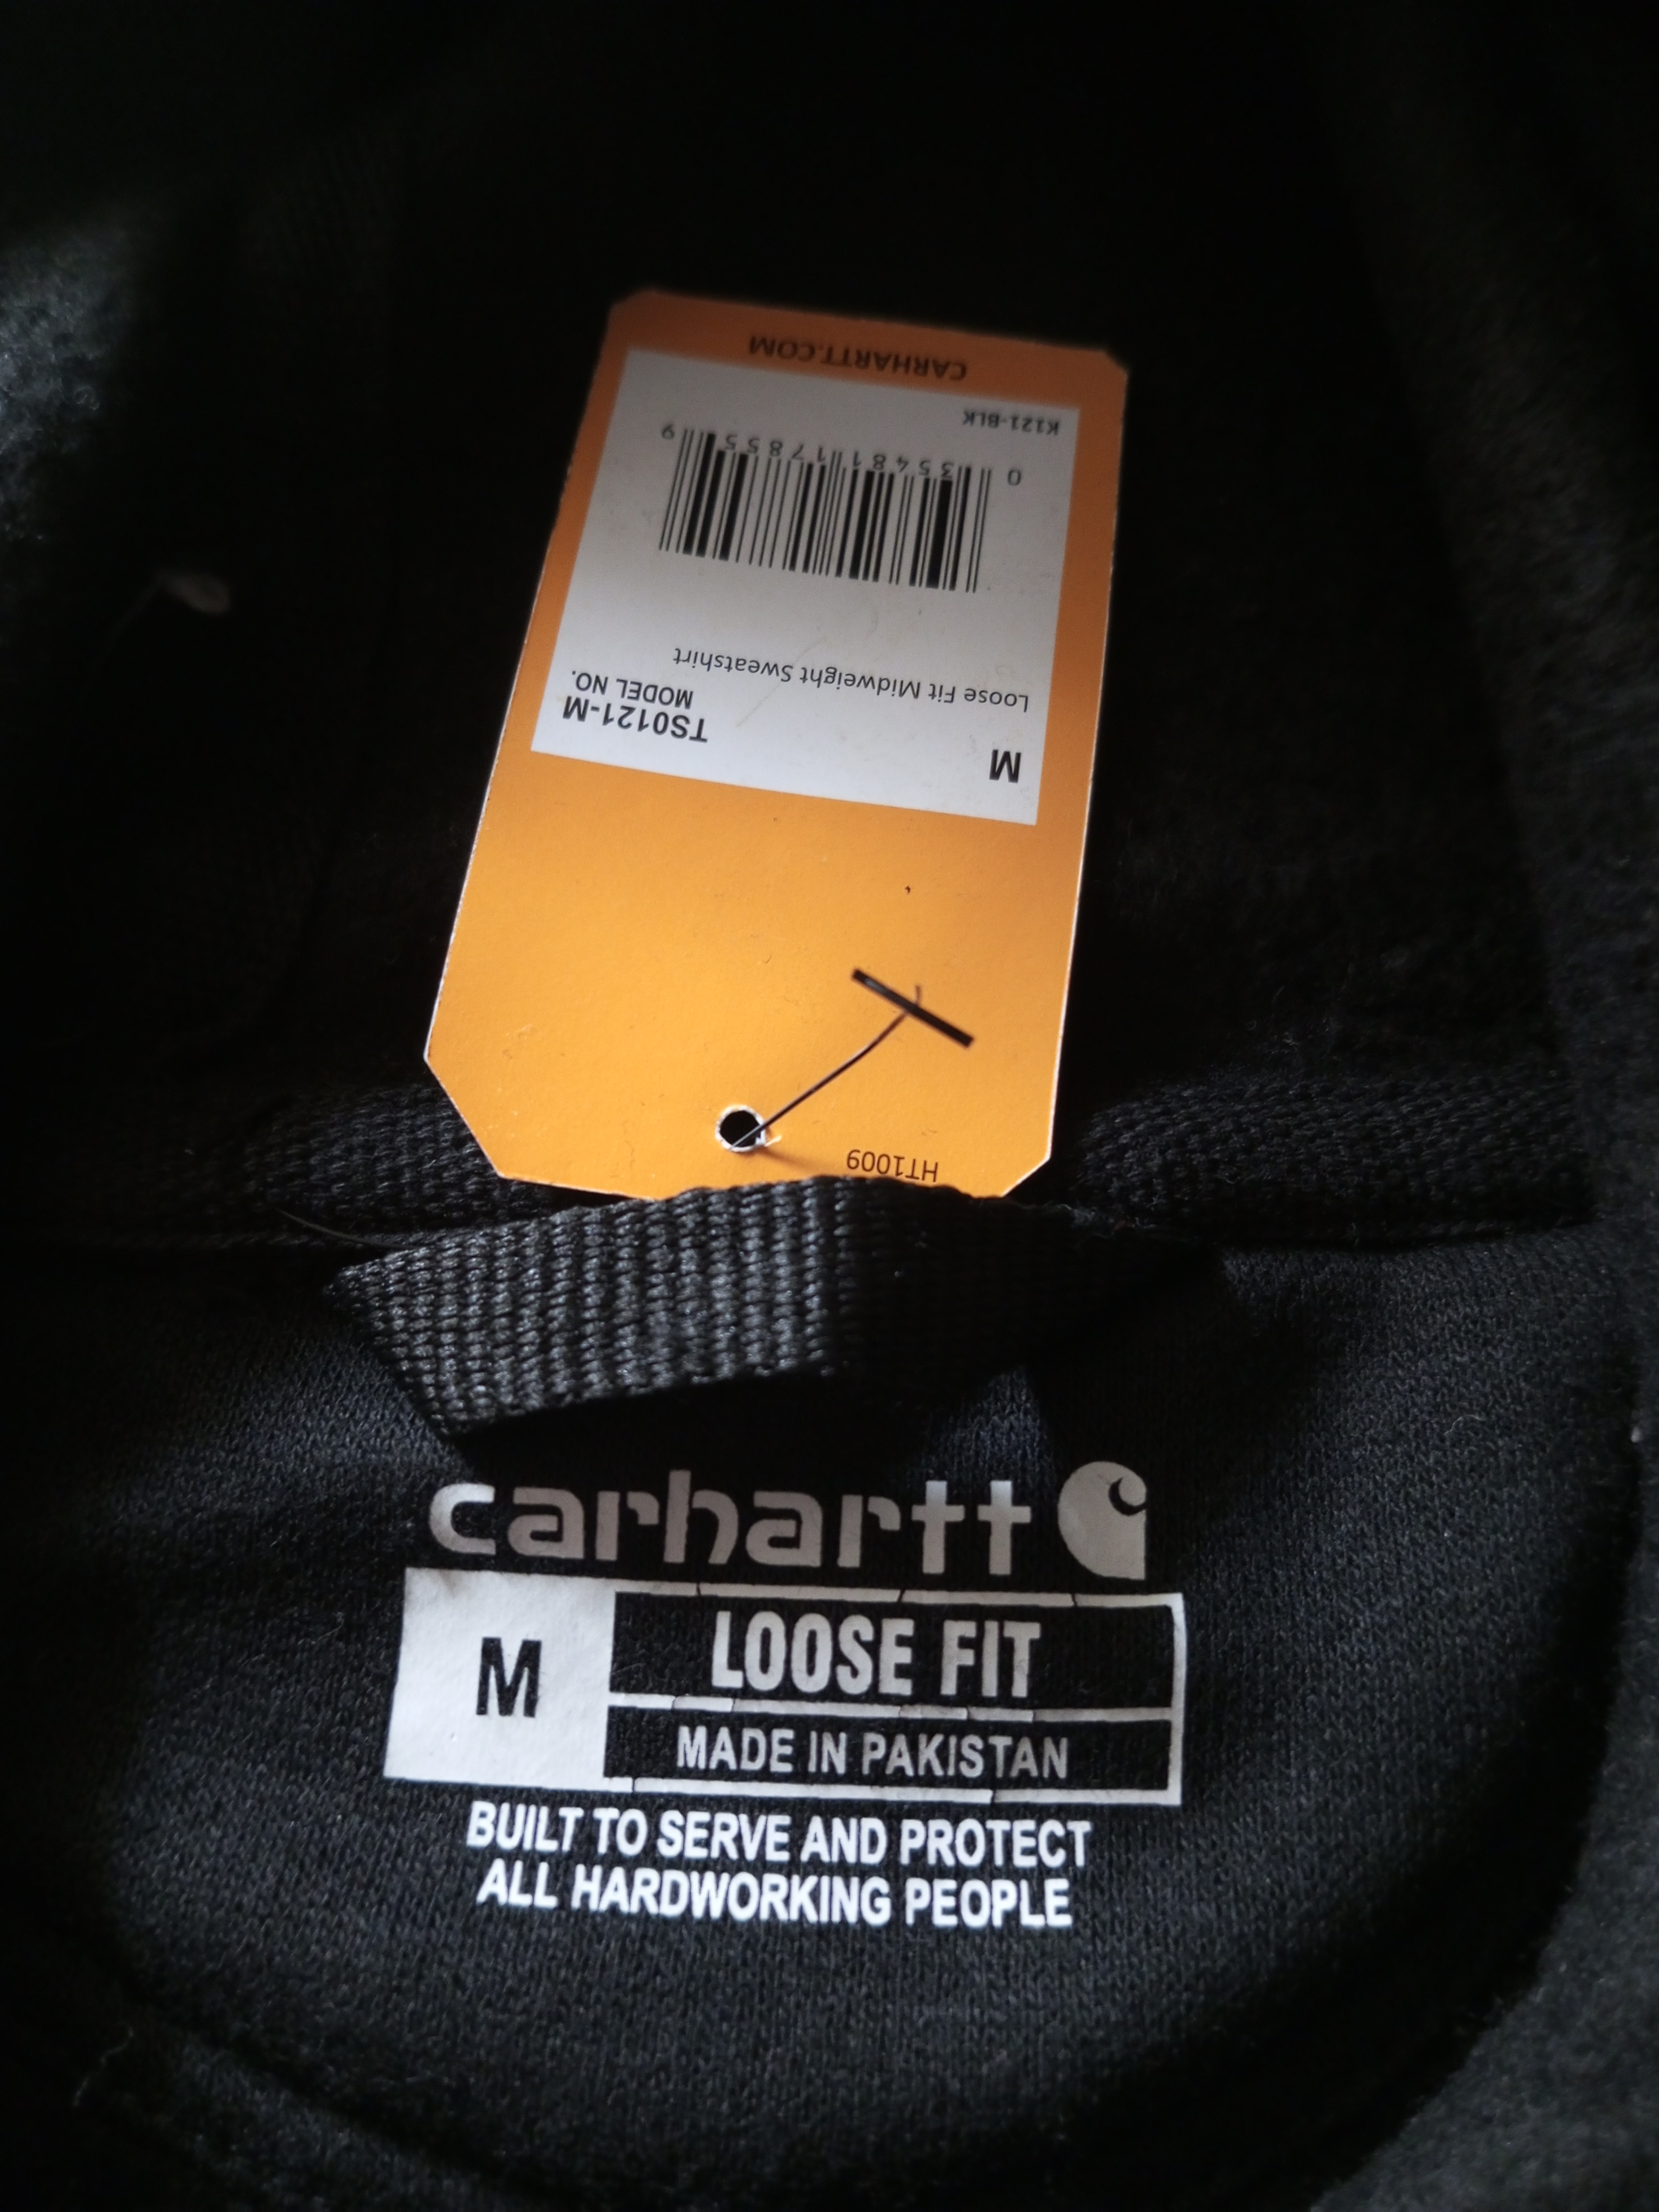 HT1009
M TS0121-M
MODEL NO.
Loose Fit Midweight Sweatshirt
0 35481 17855 9
K121-BLK
CARHARTT.COM
carhartt
M
LOOSE FIT
MADE IN PAKISTAN
BUILT TO SERVE AND PROTECT
ALL HARDWORKING PEOPLE